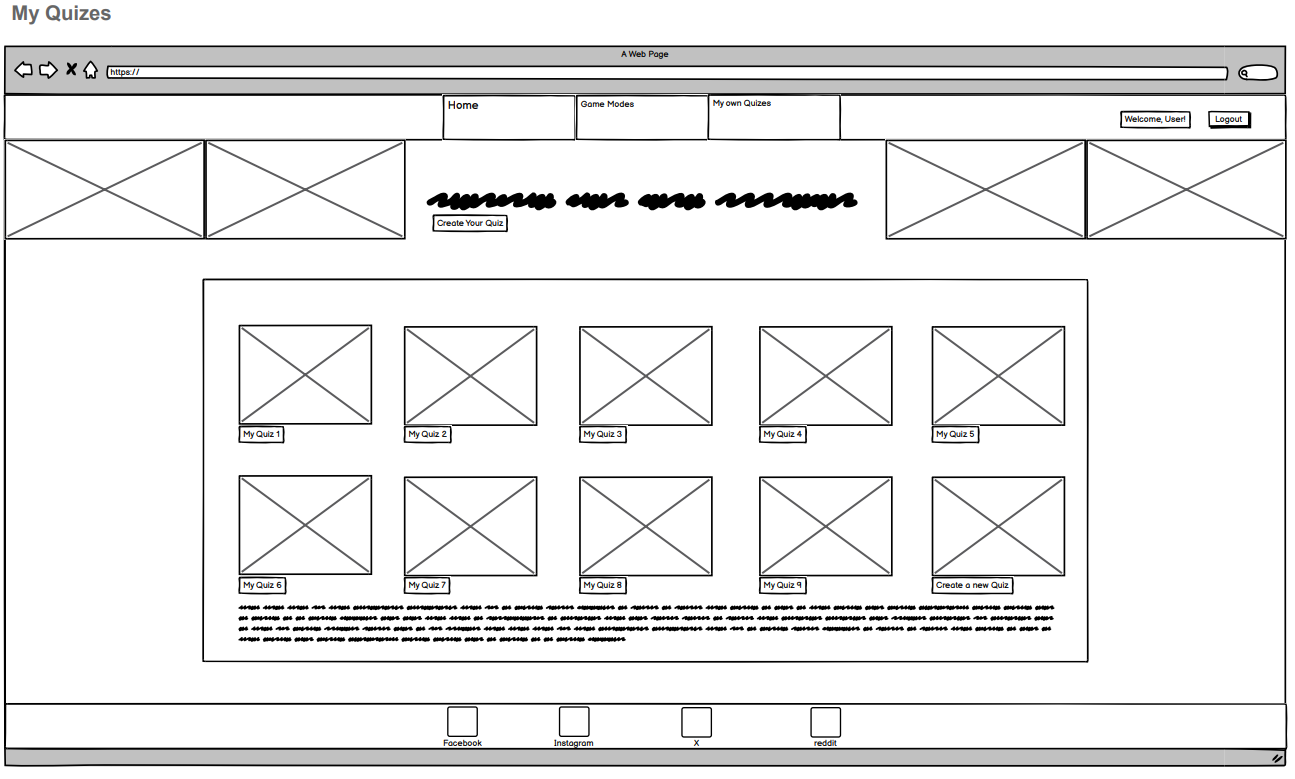 My Quizes
A Web Page
https://
Home
Game Modes
My own Quizes
Welcome, User!
Logout
Create Your Quiz
My Quiz 1
My Quiz 2
My Quiz 3
My Quiz 4
My Quiz 5
My Quiz 6
My Quiz 7
My Quiz 8
My Quiz 9
Create a new Quiz
Facebook
Instagram
X
reddit